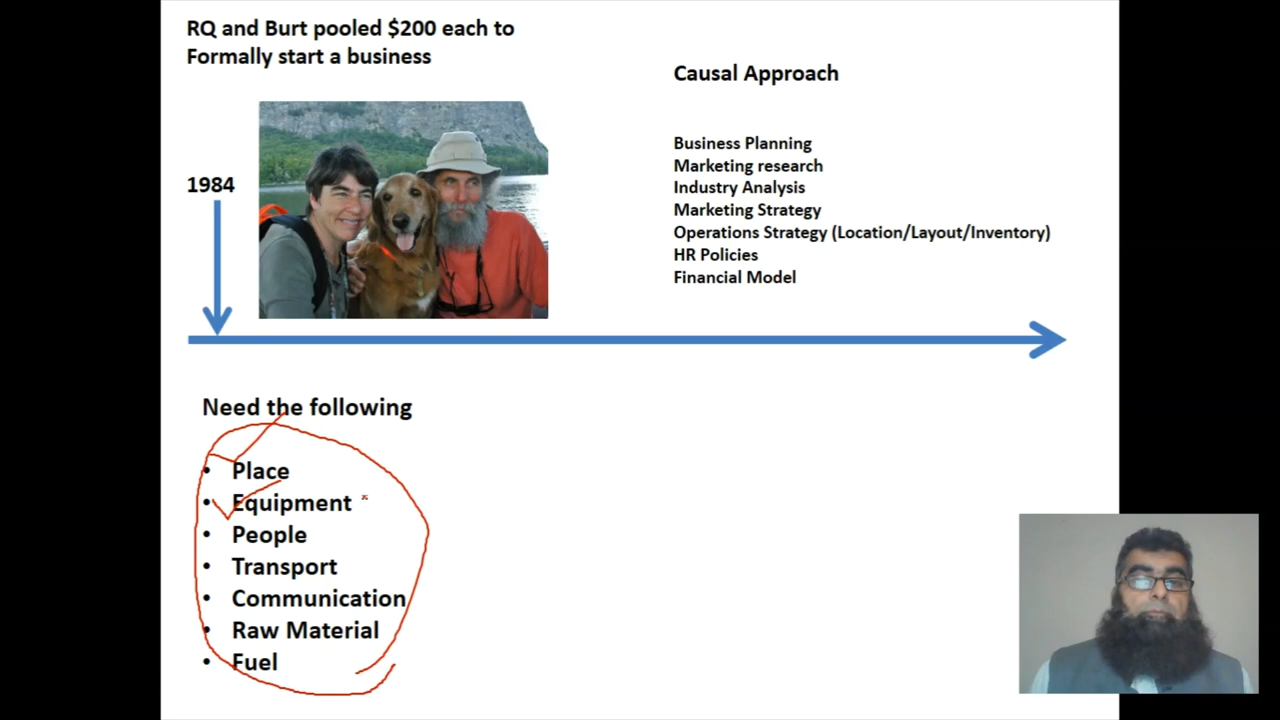 RQ and Burt pooled $200 each to
Formally start a business
1984
Causal Approach
Business Planning
Marketing research
Industry Analysis
Marketing Strategy
Operations Strategy (Location/Layout/Inventory)
HR Policies
Financial Model
Need the following
• Place
• Equipment
• People
• Transport
• Communication
• Raw Material
• Fuel